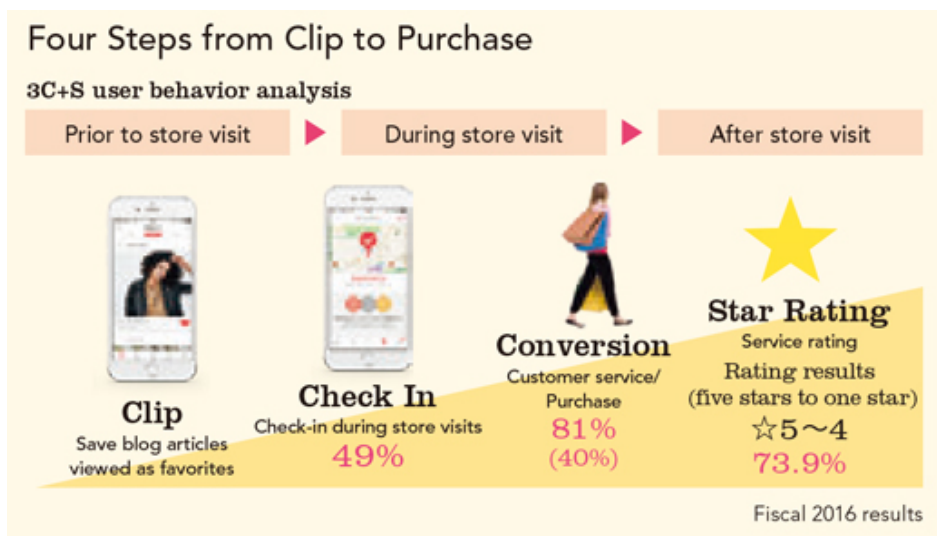 Four Steps from Clip to Purchase
3C+S user behavior analysis
Prior to store visit
During store visit
After store visit
Clip
Save blog articles
viewed as favorites
Check In
Check-in during store visits
49%
Conversion
Customer service/
Purchase
81%
(40%)
Star Rating
Service rating
Rating results
(five stars to one star)
☆5～4
73.9%
Fiscal 2016 results